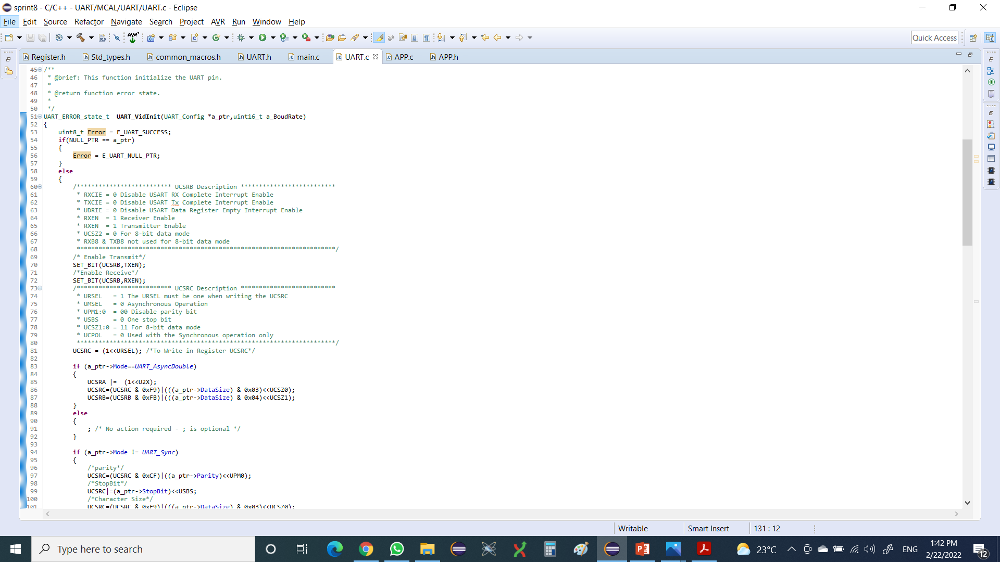 sprint8 - C/C++ - UART/MCAL/UART/UART.c - Eclipse
File Edit Source Refactor Navigate Search Project AVR Run Window Help
Quick Access
Register.h Std_types.h common_macros.h UART.h main.c UART.c APP.c APP.h
45 /**
46 * @brief: This function initialize the UART pin.
47 *
48 * @return function error state.
49 *
50 */
51 UART_ERROR_state_t UART_VidInit(UART_Config *a_ptr,uint16_t a_BoudRate)
52 {
53 uint8_t Error = E_UART_SUCCESS;
54 if(NULL_PTR == a_ptr)
55 {
56 Error = E_UART_NULL_PTR;
57 }
58 else
59 {
60 /************************** UCSRB Description **************************
61 * RXCIE = 0 Disable USART RX Complete Interrupt Enable
62 * TXCIE = 0 Disable USART Tx Complete Interrupt Enable
63 * UDRIE = 0 Disable USART Data Register Empty Interrupt Enable
64 * RXEN = 1 Receiver Enable
65 * RXEN = 1 Transmitter Enable
66 * UCSZ2 = 0 For 8-bit data mode
67 * RXB8 & TXB8 not used for 8-bit data mode
68 ***********************************************************************/
69 /* Enable Transmit*/
70 SET_BIT(UCSRB,TXEN);
71 /*Enable Receive*/
72 SET_BIT(UCSRB,RXEN);
73 /************************** UCSRC Description **************************
74 * URSEL = 1 The URSEL must be one when writing the UCSRC
75 * UMSEL = 0 Asynchronous Operation
76 * UPM1:0 = 00 Disable parity bit
77 * USBS = 0 One stop bit
78 * UCSZ1:0 = 11 For 8-bit data mode
79 * UCPOL = 0 Used with the Synchronous operation only
80 ***********************************************************************/
81 UCSRC = (1<<URSEL); /*To Write in Register UCSRC*/
82
83 if (a_ptr->Mode==UART_AsyncDouble)
84 {
85 UCSRA |= (1<<U2X);
86 UCSRC=(UCSRC & 0xF9)|(((a_ptr->DataSize) & 0x03)<<UCSZ0);
87 UCSRB=(UCSRB & 0xFB)|(((a_ptr->DataSize) & 0x04)<<UCSZ1);
88 }
89 else
90 {
91 ; /* No action required - ; is optional */
92 }
93
94 if (a_ptr->Mode != UART_Sync)
95 {
96 /*parity*/
97 UCSRC=(UCSRC & 0xCF)|((a_ptr->Parity)<<UPM0);
98 /*StopBit*/
99 UCSRC|=(a_ptr->StopBit)<<USBS;
100 /*Character Size*/
101 UCSRC=(UCSRC & 0xF9)|(((a_ptr->DataSize) & 0x03)<<UCSZ0);
Writable Smart Insert 131 : 12
Type here to search
23°C ENG 1:42 PM
2/22/2022
12